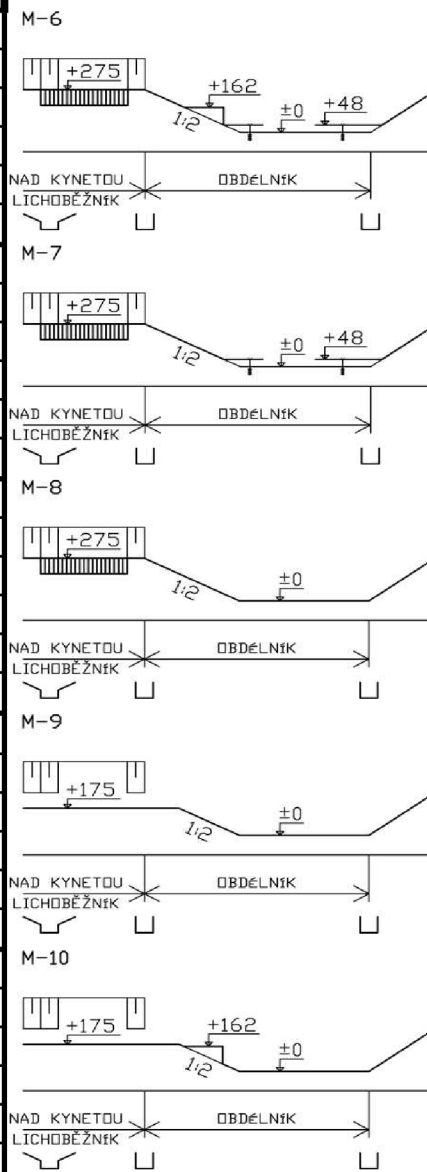 M-6
+275
+162
1:2
±0
+48
NAD KYNETOU
OBDéLNíK
LICHOBĚŽNíK
M-7
+275
1:2
±0
+48
NAD KYNETOU
OBDéLNíK
LICHOBĚŽNíK
M-8
+275
1:2
±0
NAD KYNETOU
OBDéLNíK
LICHOBĚŽNíK
M-9
+175
1:2
±0
NAD KYNETOU
OBDéLNíK
LICHOBĚŽNíK
M-10
+175
+162
1:2
±0
NAD KYNETOU
OBDéLNíK
LICHOBĚŽNíK